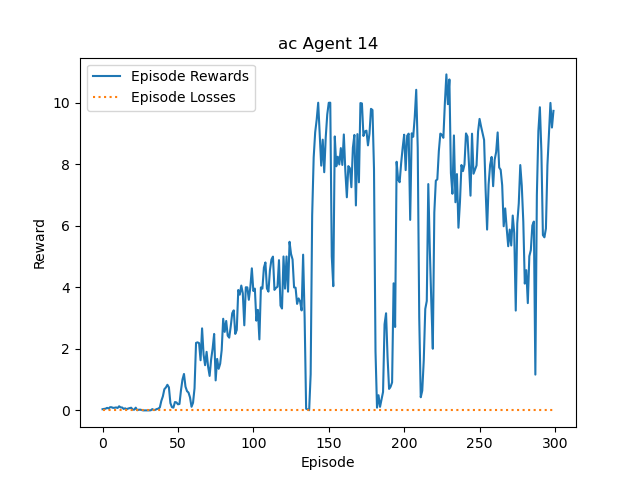 ac Agent 14
Episode Rewards
Episode Losses
Reward
10
8
6
4
2
0
0 50 100 150 200 250 300
Episode